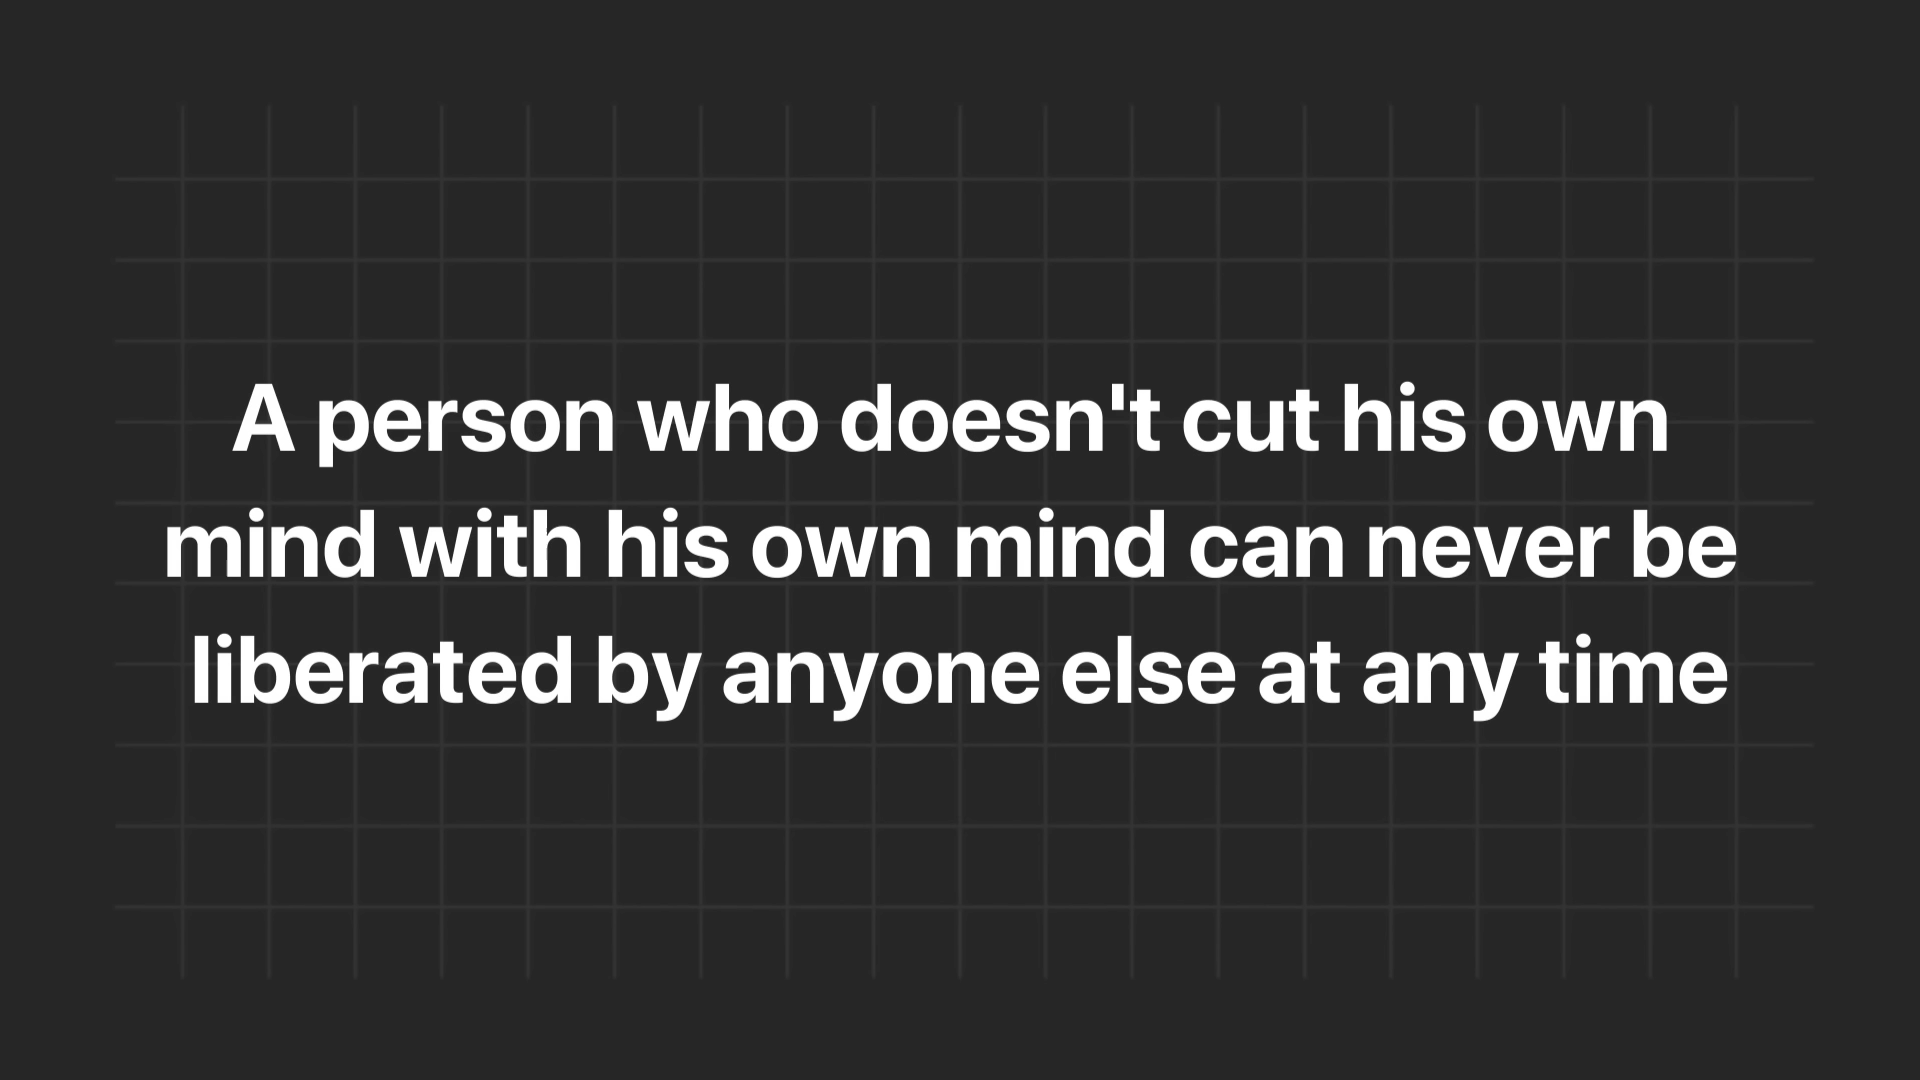 A person who doesn't cut his own
mind with his own mind can never be
liberated by anyone else at any time